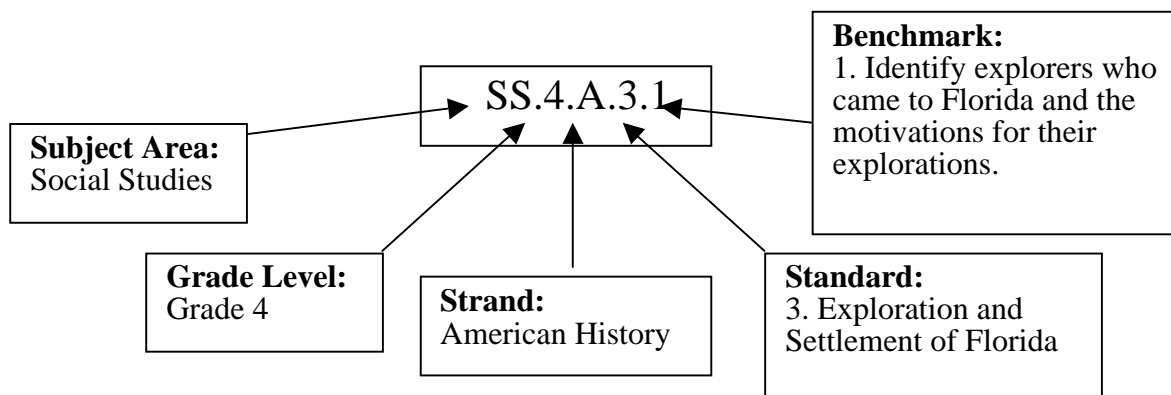 SS.4.A.3.1
Benchmark:
1. Identify explorers who
came to Florida and the
motivations for their
explorations.
Subject Area:
Social Studies
Grade Level:
Grade 4
Strand:
American History
Standard:
3. Exploration and
Settlement of Florida